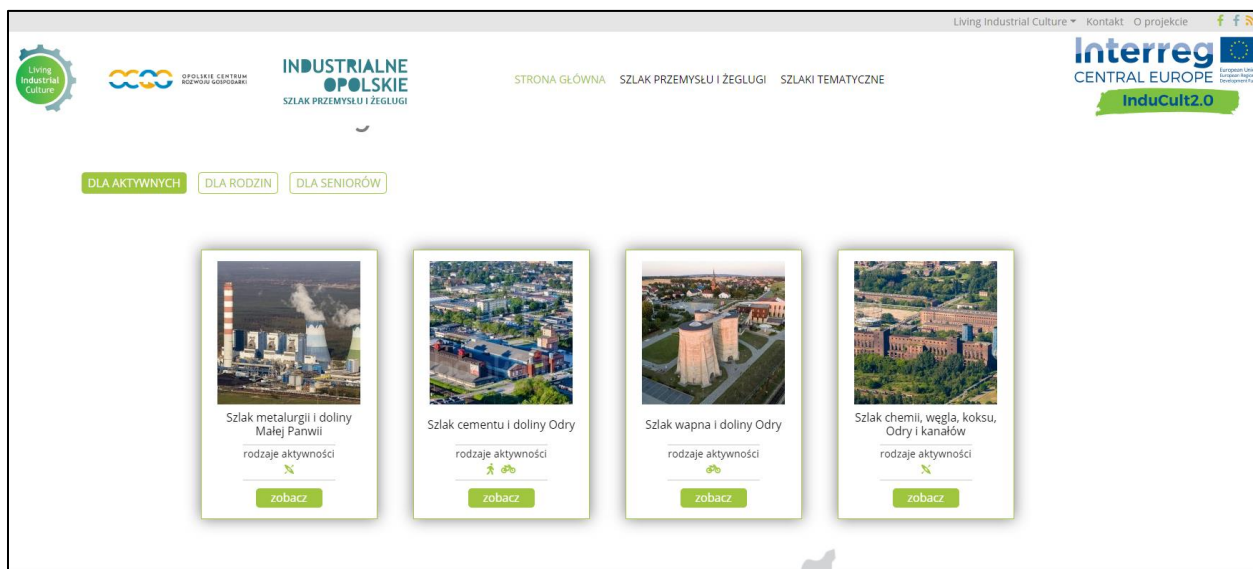 Living Industrial Culture Kontakt O projekcie
Living
Industrial
Culture
OPOLSKIE CENTRUM
ROZWOJU GOSPODARKI
INDUSTRIALNE
OPOLSKIE
SZLAK PRZEMYSŁU I ŻEGLUGI
STRONA GŁÓWNA SZLAK PRZEMYSŁU I ŻEGLUGI SZLAKI TEMATYCZNE
Interreg
CENTRAL EUROPE
InduCult2.0
DLA AKTYWNYCH DLA RODZIN DLA SENIORÓW
Szlak metalurgii i doliny
Małej Panwii
rodzaje aktywności
zobacz
Szlak cementu i doliny Odry
rodzaje aktywności
zobacz
Szlak wapna i doliny Odry
rodzaje aktywności
zobacz
Szlak chemii, węgla, koksu,
Odry i kanałów
rodzaje aktywności
zobacz